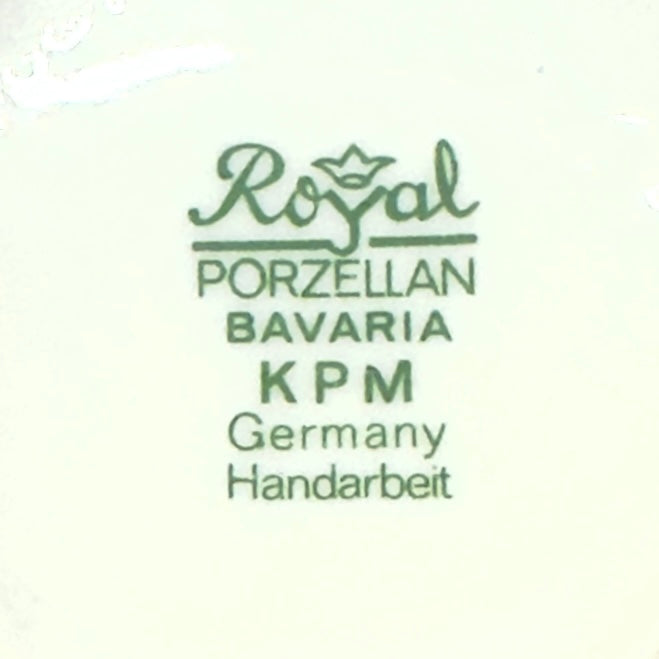 Royal
PORZELLAN
BAVARIA
KPM
Germany
Handarbeit